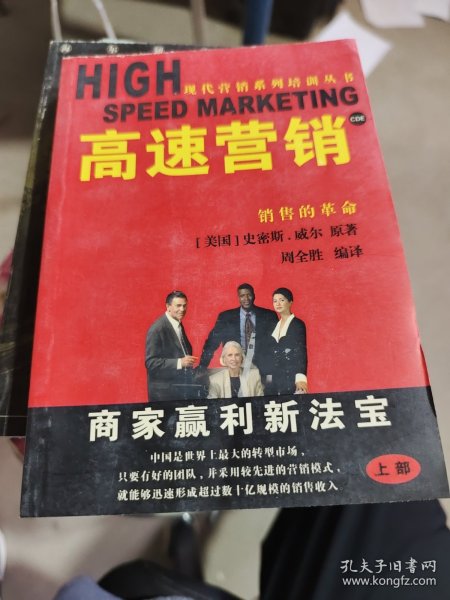 HIGH
现代营销系列培训丛书
SPEED MARKETING
高速营销
CDE
销售的革命
[美国]史密斯.威尔 原著
周全胜 编译
商家赢利新法宝
中国是世界上最大的转型市场，
只要有好的团队，并采用较先进的营销模式，
就能够迅速形成超过数十亿规模的销售收入
上部
孔夫子旧书网
www.kongfz.com